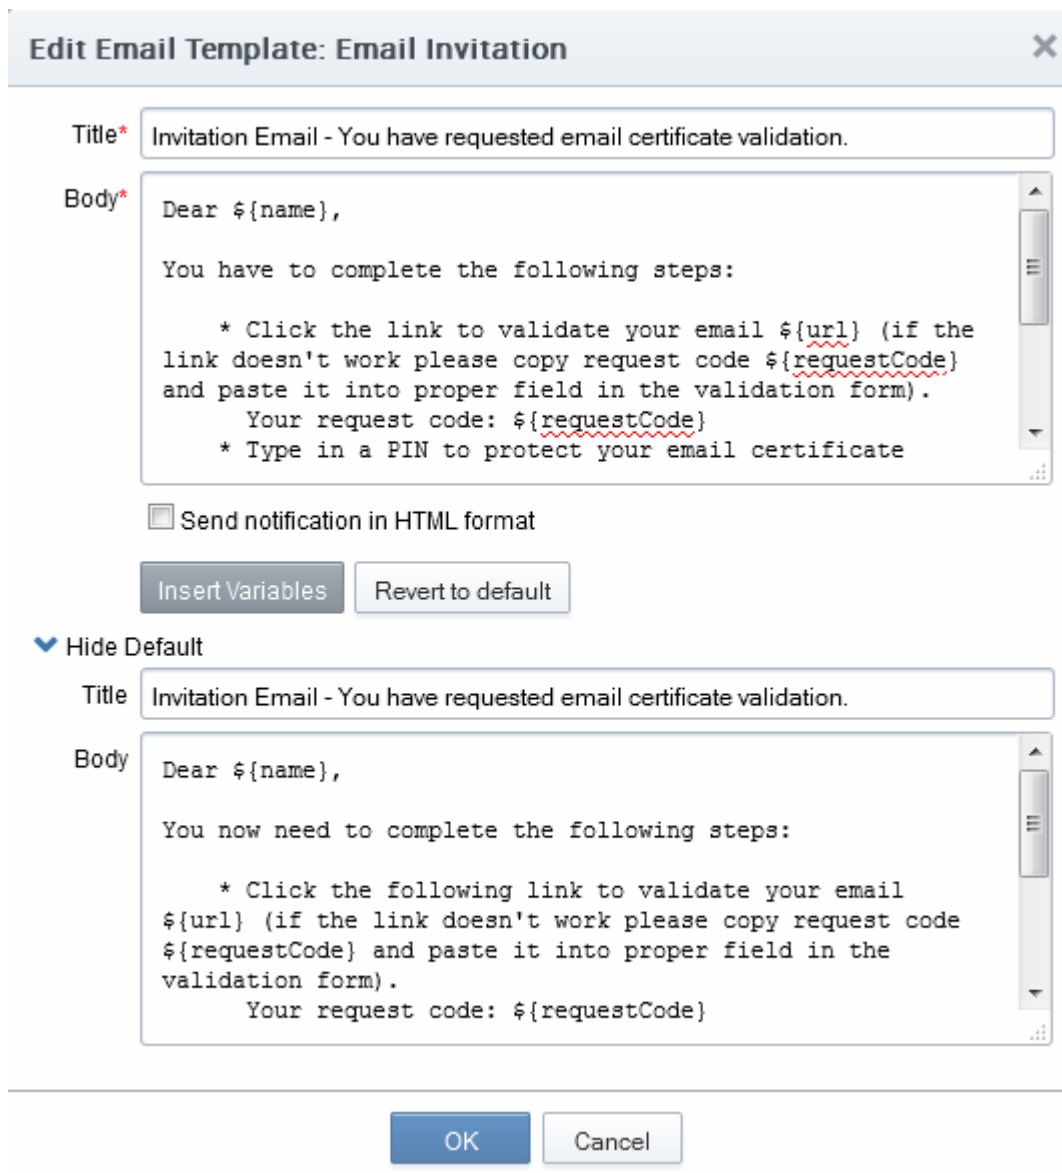 Edit Email Template: Email Invitation
Title*
Invitation Email - You have requested email certificate validation.
Body*
Dear ${name},
You have to complete the following steps:
* Click the link to validate your email ${url} (if the
link doesn't work please copy request code ${requestCode}
and paste it into proper field in the validation form).
Your request code: ${requestCode}
* Type in a PIN to protect your email certificate
Send notification in HTML format
Insert Variables Revert to default
Hide Default
Title
Invitation Email - You have requested email certificate validation.
Body
Dear ${name},
You now need to complete the following steps:
* Click the following link to validate your email
${url} (if the link doesn't work please copy request code
${requestCode} and paste it into proper field in the
validation form).
Your request code: ${requestCode}
OK Cancel